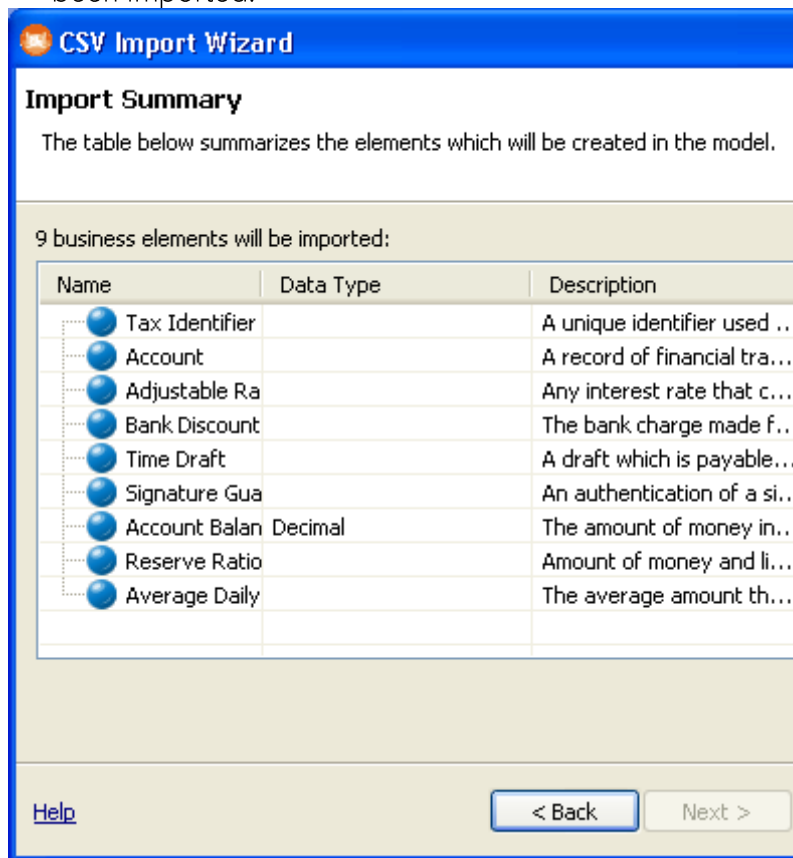 been imported.
CSV Import Wizard
Import Summary
The table below summarizes the elements which will be created in the model.
9 business elements will be imported:
Name Data Type Description
Tax Identifier A unique identifier used ..
Account A record of financial tra...
Adjustable Ra Any interest rate that c...
Bank Discount The bank charge made f..
Time Draft A draft which is payable...
Signature Gua An authentication of a si..
Account Balan Decimal The amount of money in..
Reserve Ratio Amount of money and li...
Average Daily The average amount th...
Help < Back Next >